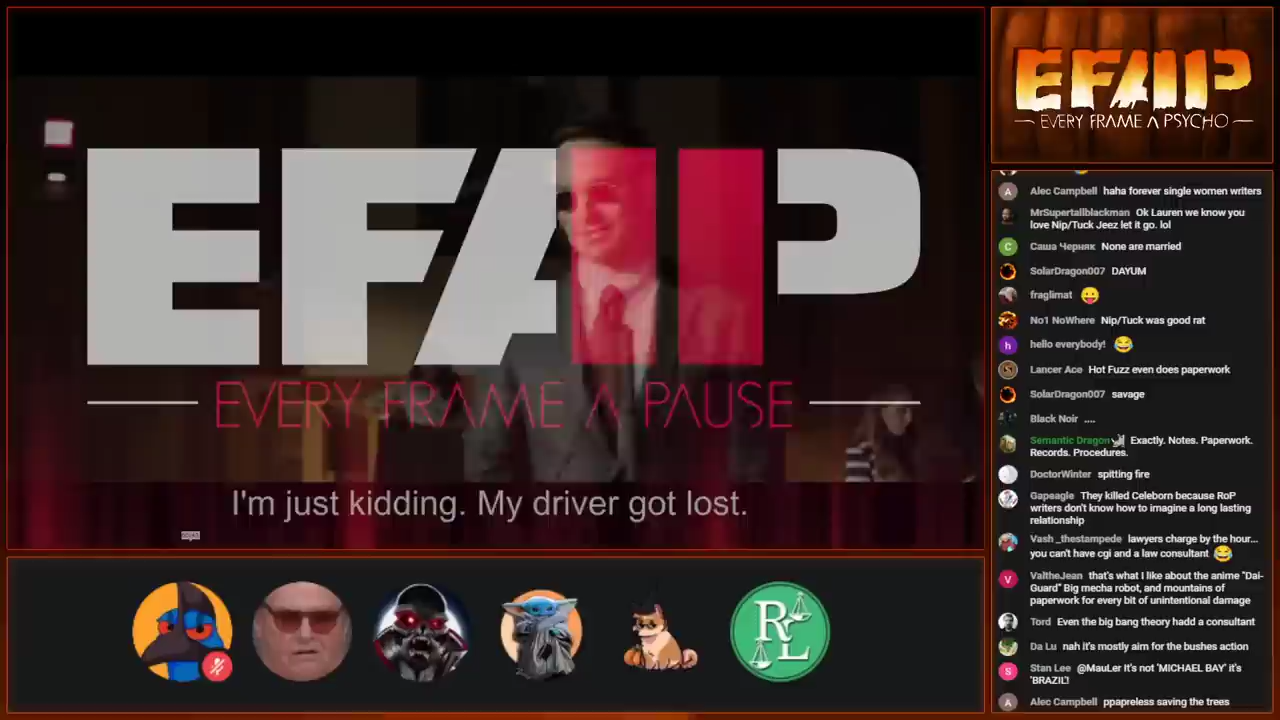 EFAP
EVERY FRAME A PAUSE
I'm just kidding. My driver got lost.
EFAP
EVERY FRAME A PSYCHO
A Alec Campbell haha forever single women writers
MrSupertallblackman Ok Lauren we know you
love Nip/Tuck Jeez let it go. lol
C Саша Черняк None are married
SolarDragon007 DAYUM
fraglimat 😜
No1 NoWhere Nip/Tuck was good rat
h hello everybody! 😂
Lancer Ace Hot Fuzz even does paperwork
SolarDragon007 savage
Black Noir ....
Semantic Dragon Exactly. Notes. Paperwork.
Records. Procedures.
DoctorWinter spitting fire
Gapeagle They killed Celeborn because RoP
writers don't know how to imagine a long lasting
relationship
Vash_thestampede lawyers charge by the hour...
you can't have cgi and a law consultant 😂
V ValtheJean that's what I like about the anime "Dai-
Guard" Big mecha robot, and mountains of
paperwork for every bit of unintentional damage
Tord Even the big bang theory hadd a consultant
Da Lu nah it's mostly aim for the bushes action
S Stan Lee @MauLer It's not 'MICHAEL BAY' it's
'BRAZIL'!
A Alec Campbell ppapreless saving the trees
RL